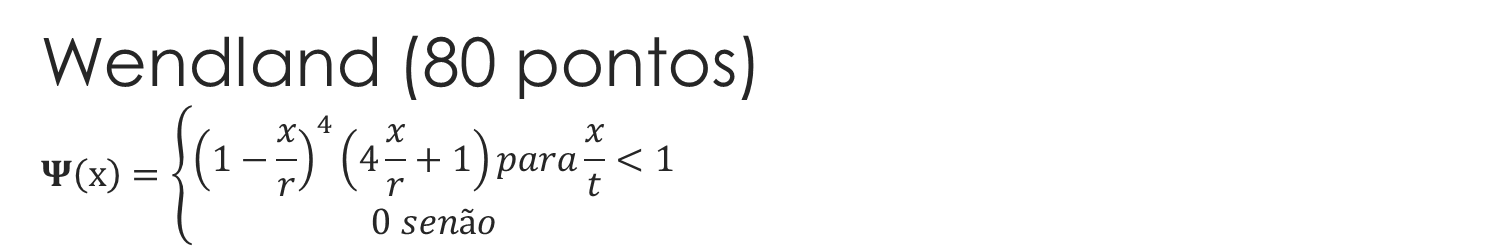 Wendland (80 pontos)
𝚿(x) = { (1 − x/r)^4 (4 x/r + 1) para x/t < 1
0 senão